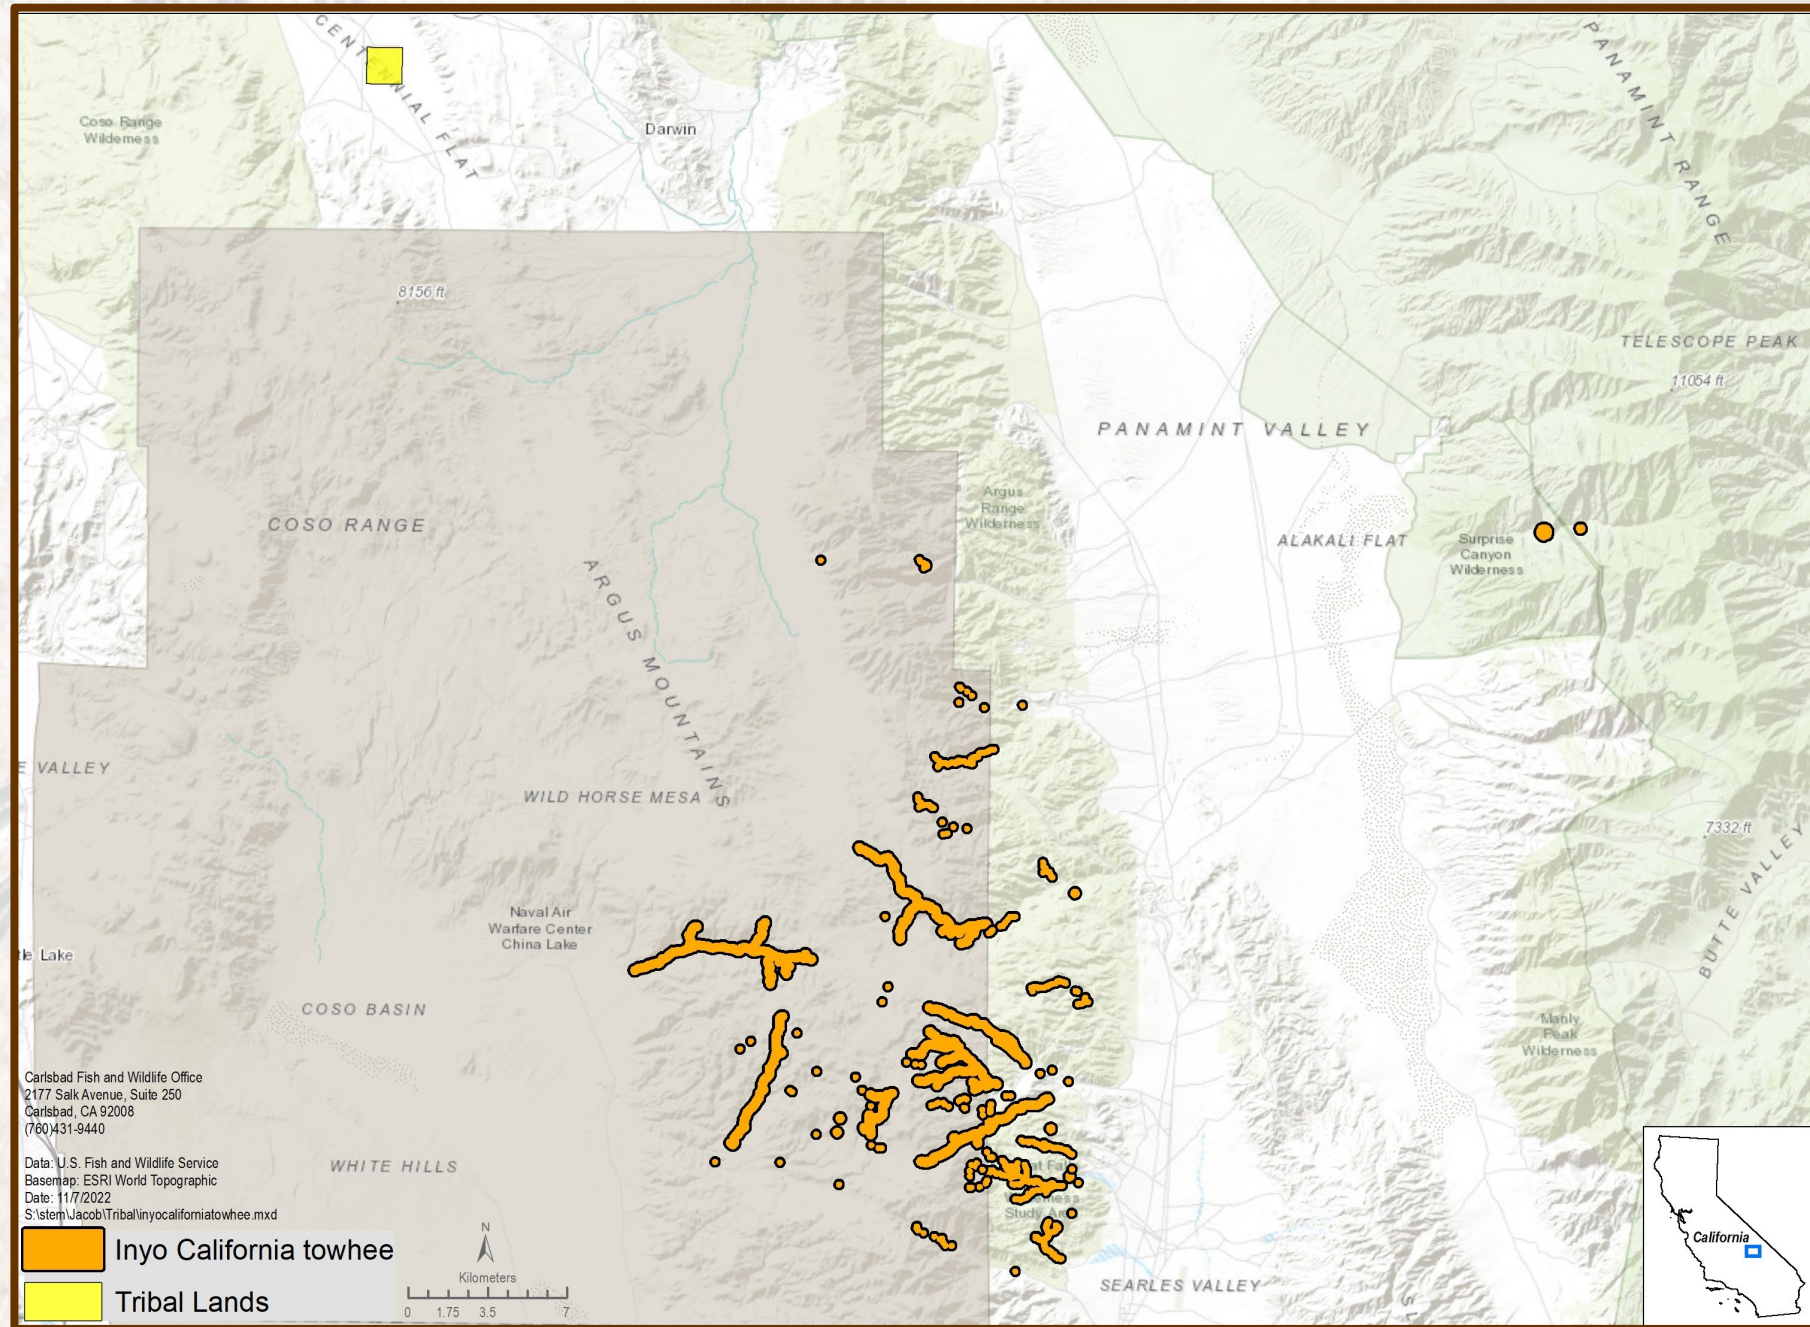 CENTENNIAL FLAT
PANAMINT RANGE
Coso Range
Wilderness
Darwin
8156 ft
TELESCOPE PEAK
11054 ft
PANAMINT VALLEY
Argus
Range
Wilderness
COSO RANGE
ALAKALI FLAT
Surprise
Canyon
Wilderness
ARGUS MOUNTAINS
E VALLEY
WILD HORSE MESA
7332 ft
BUTTE VALLEY
Naval Air
Warfare Center
China Lake
tle Lake
COSO BASIN
Manly
Peak
Wilderness
Carlsbad Fish and Wildlife Office
2177 Salk Avenue, Suite 250
Carlsbad, CA 92008
(760)431-9440
WHITE HILLS
Data: U.S. Fish and Wildlife Service
Basemap: ESRI World Topographic
Date: 11/7/2022
S:\stem\Jacob\Tribal\inyocaliforniatowhee.mxd
Study
Inyo California towhee
Tribal Lands
N
Kilometers
0 1.75 3.5 7
SEARLES VALLEY
SL
California